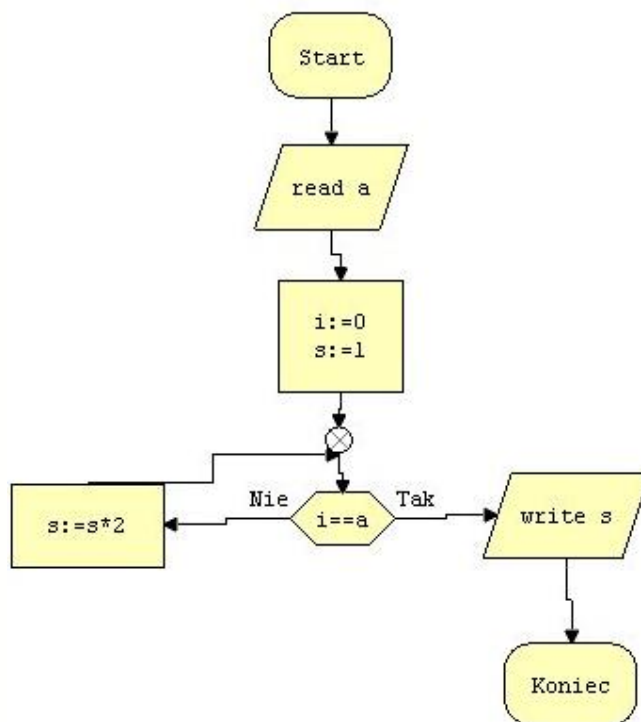 Start
read a
i:=0
s:=1
Nie
Tak
s:=s*2
i==a
write s
Koniec